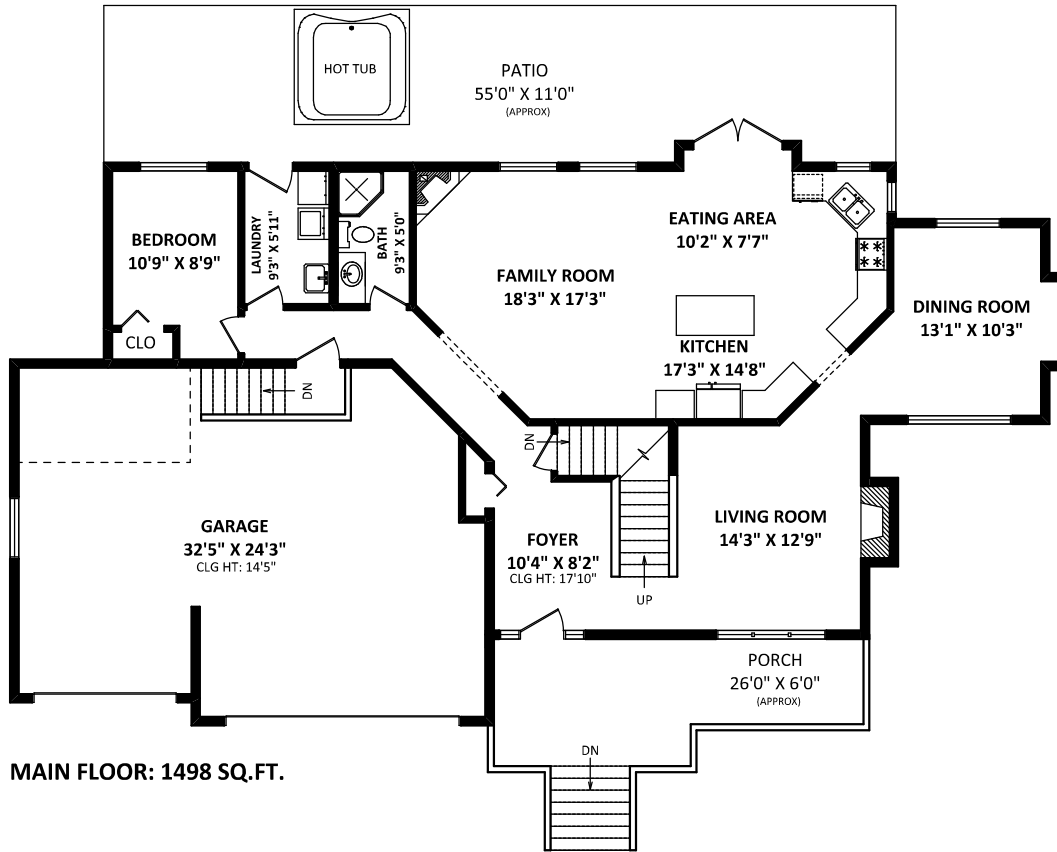 HOT TUB
PATIO
55'0" X 11'0"
(APPROX)
BEDROOM
10'9" X 8'9"
LAUNDRY
9'3" X 5'11"
BATH
9'3" X 5'0"
EATING AREA
10'2" X 7'7"
FAMILY ROOM
18'3" X 17'3"
DINING ROOM
13'1" X 10'3"
CLO
KITCHEN
17'3" X 14'8"
DN
DN
GARAGE
32'5" X 24'3"
CLG HT: 14'5"
FOYER
10'4" X 8'2"
CLG HT: 17'10"
LIVING ROOM
14'3" X 12'9"
UP
PORCH
26'0" X 6'0"
(APPROX)
DN
MAIN FLOOR: 1498 SQ.FT.